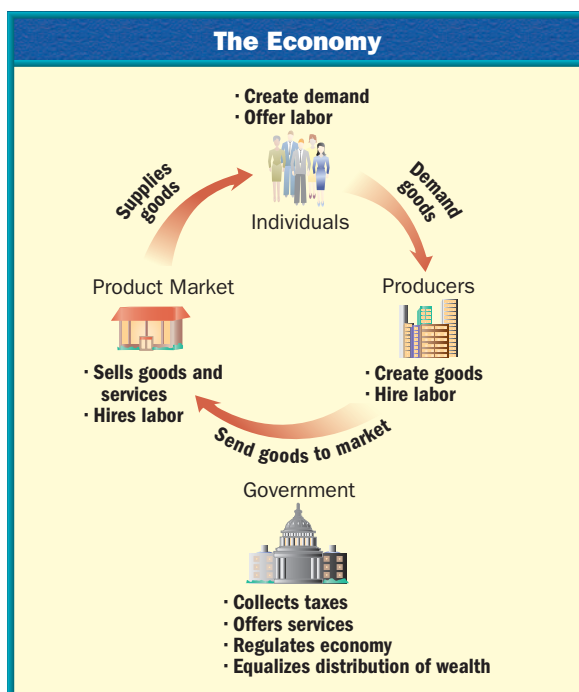 The Economy
· Create demand
· Offer labor
Individuals
Supplies
goods
Demand
goods
Product Market
· Sells goods and
services
· Hires labor
Producers
· Create goods
· Hire labor
Send goods to market
Government
· Collects taxes
· Offers services
· Regulates economy
· Equalizes distribution of wealth